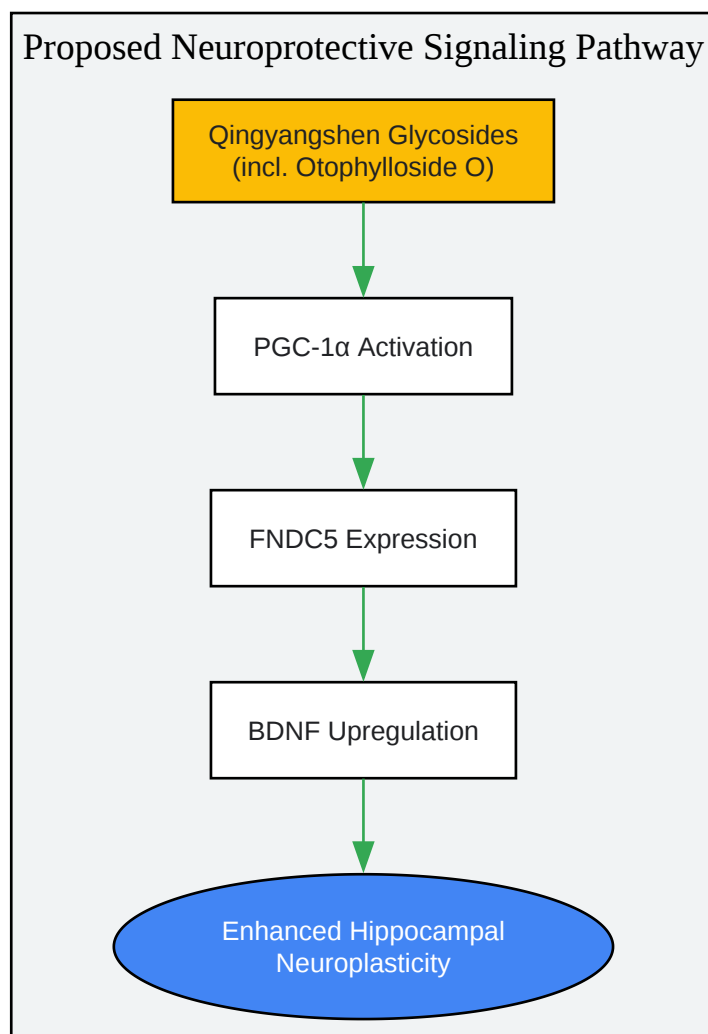 Proposed Neuroprotective Signaling Pathway
Qingyangshen Glycosides
(incl. Otophylloside O)
PGC-1α Activation
FNDC5 Expression
BDNF Upregulation
Enhanced Hippocampal
Neuroplasticity